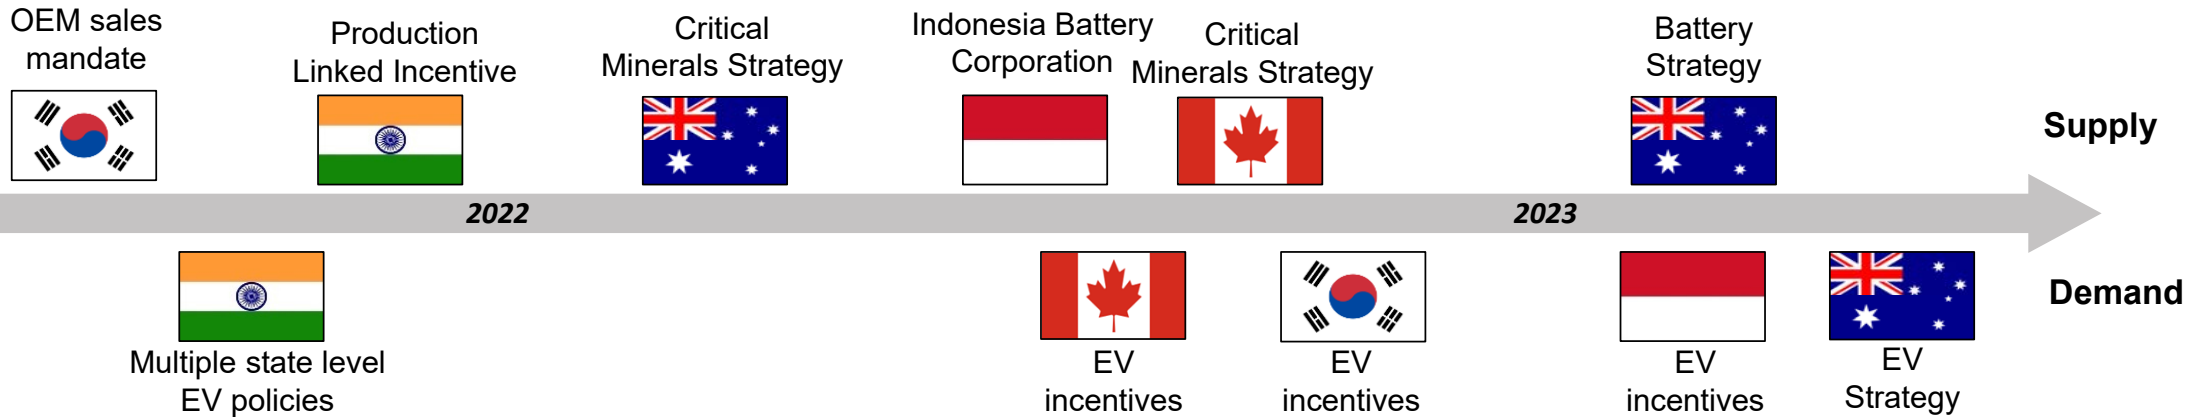 OEM sales
mandate
Production
Linked Incentive
Critical
Minerals Strategy
Indonesia Battery
Corporation
Critical
Minerals Strategy
Battery
Strategy
Supply
2022
2023
Demand
Multiple state level
EV policies
EV
incentives
EV
incentives
EV
incentives
EV
Strategy